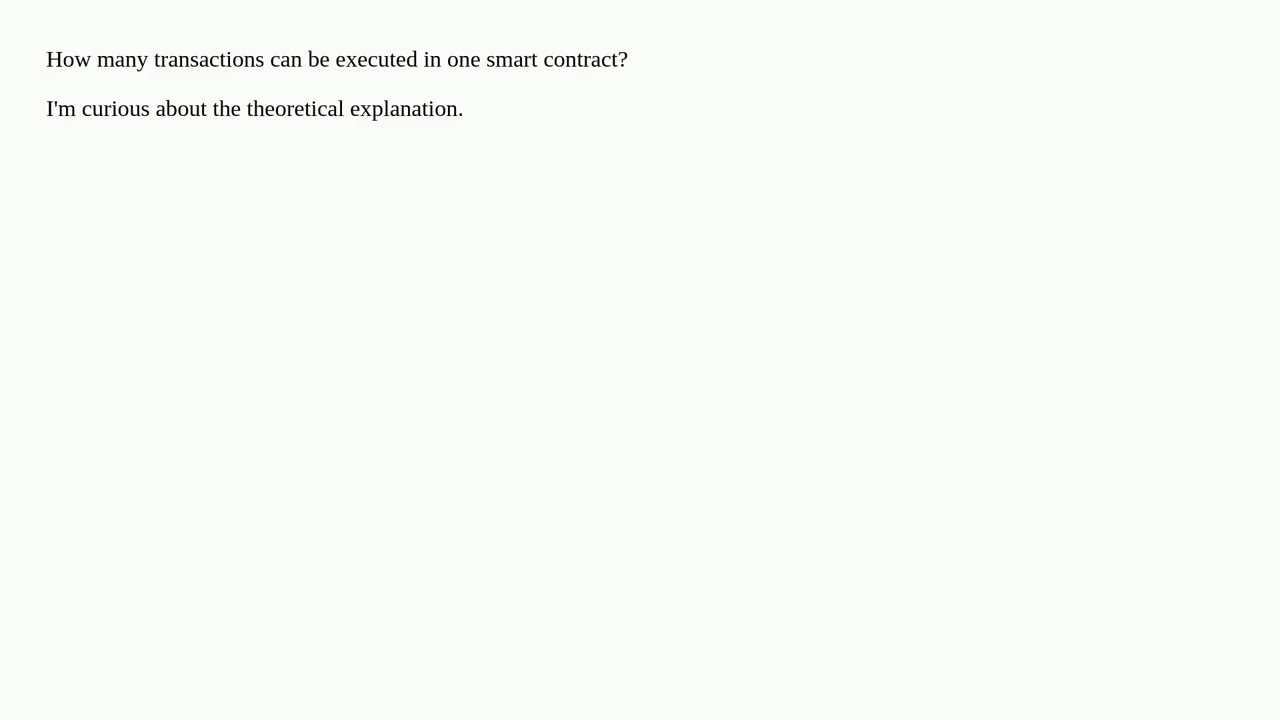 How many transactions can be executed in one smart contract?
I'm curious about the theoretical explanation.